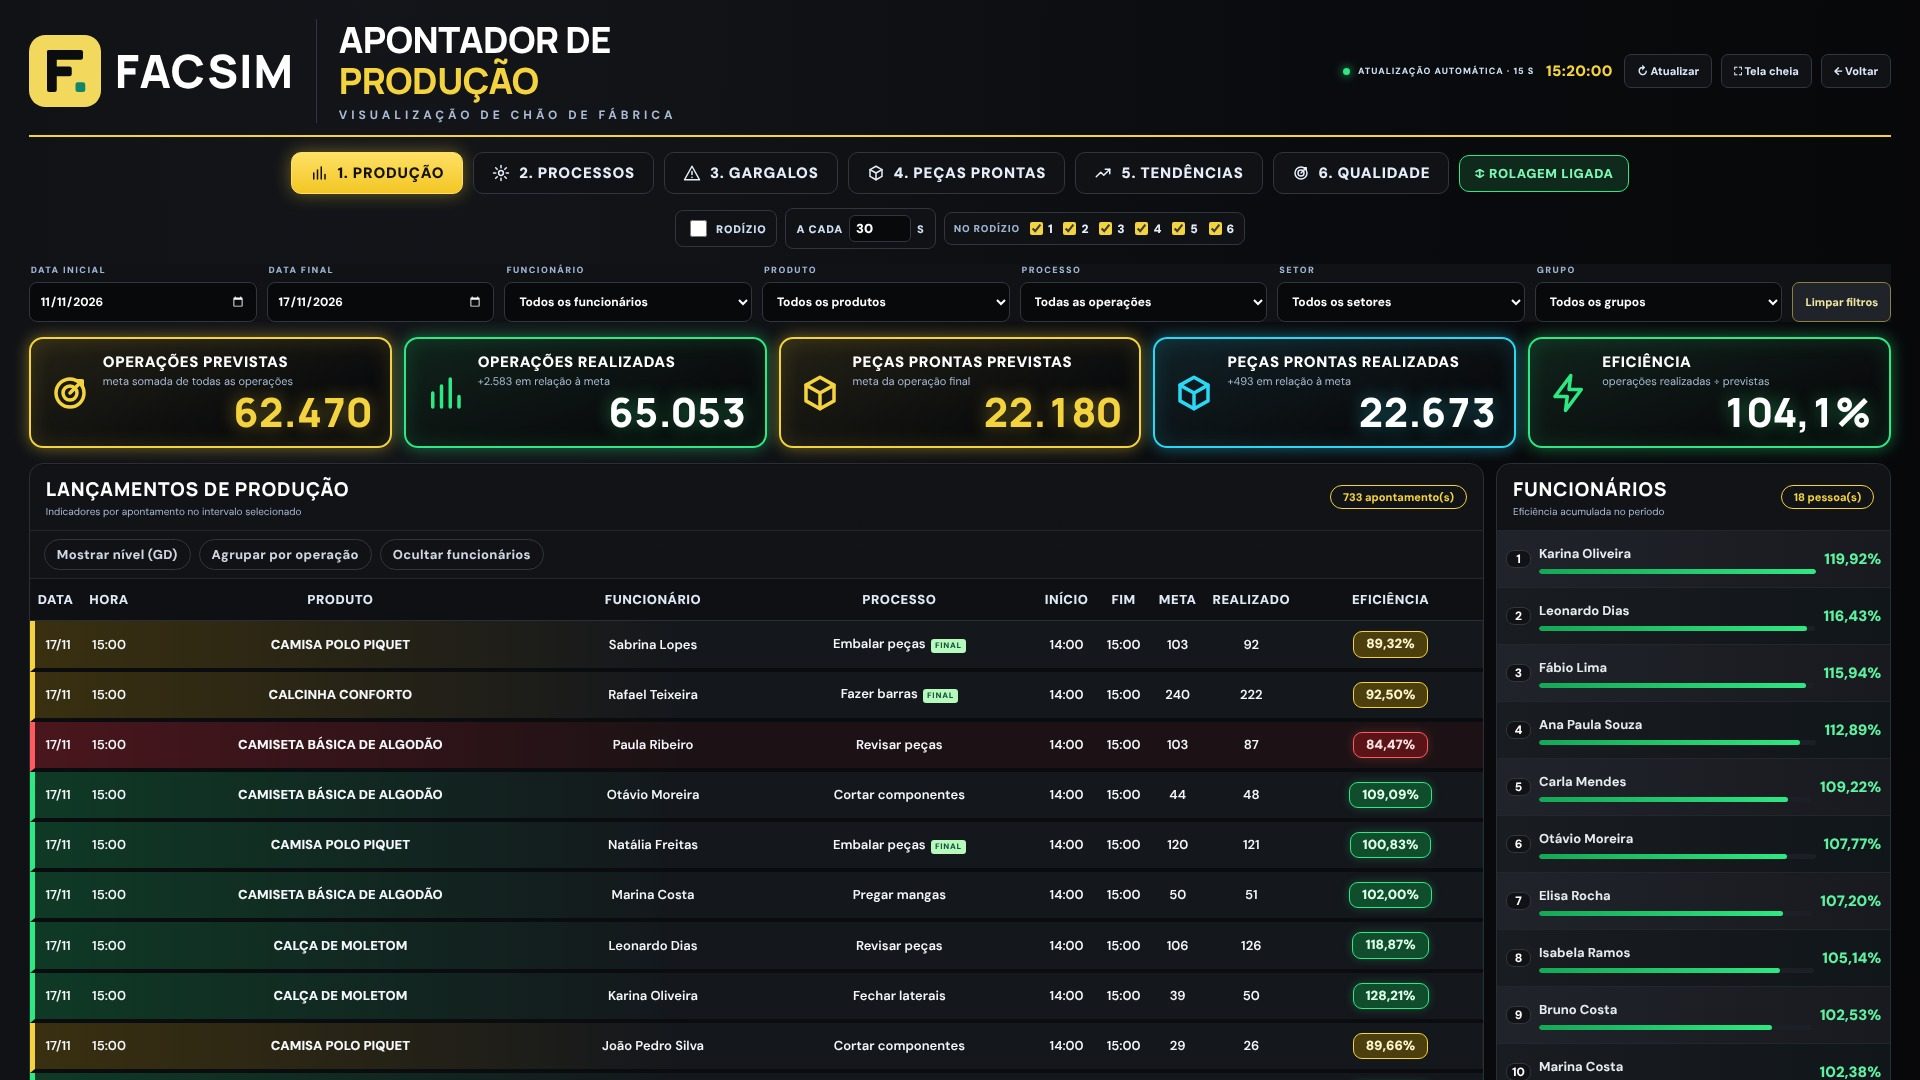 FACSIM
APONTADOR DE
PRODUÇÃO
VISUALIZAÇÃO DE CHÃO DE FÁBRICA
ATUALIZAÇÃO AUTOMÁTICA · 15 S
15:20:00
↻ Atualizar
⛶ Tela cheia
← Voltar
1. PRODUÇÃO
2. PROCESSOS
3. GARGALOS
4. PEÇAS PRONTAS
5. TENDÊNCIAS
6. QUALIDADE
ROLAGEM LIGADA
RODÍZIO
A CADA 30 S
NO RODÍZIO 1 2 3 4 5 6
DATA INICIAL
11/11/2026
DATA FINAL
17/11/2026
FUNCIONÁRIO
Todos os funcionários
PRODUTO
Todos os produtos
PROCESSO
Todas as operações
SETOR
Todos os setores
GRUPO
Todos os grupos
Limpar filtros
OPERAÇÕES PREVISTAS
meta somada de todas as operações
62.470
OPERAÇÕES REALIZADAS
+2.583 em relação à meta
65.053
PEÇAS PRONTAS PREVISTAS
meta da operação final
22.180
PEÇAS PRONTAS REALIZADAS
+493 em relação à meta
22.673
EFICIÊNCIA
operações realizadas ÷ previstas
104,1%
LANÇAMENTOS DE PRODUÇÃO
Indicadores por apontamento no intervalo selecionado
733 apontamento(s)
Mostrar nível (GD)
Agrupar por operação
Ocultar funcionários
DATA HORA PRODUTO FUNCIONÁRIO PROCESSO INÍCIO FIM META REALIZADO EFICIÊNCIA
17/11 15:00 CAMISA POLO PIQUET Sabrina Lopes Embalar peças FINAL 14:00 15:00 103 92 89,32%
17/11 15:00 CALCINHA CONFORTO Rafael Teixeira Fazer barras FINAL 14:00 15:00 240 222 92,50%
17/11 15:00 CAMISETA BÁSICA DE ALGODÃO Paula Ribeiro Revisar peças 14:00 15:00 103 87 84,47%
17/11 15:00 CAMISETA BÁSICA DE ALGODÃO Otávio Moreira Cortar componentes 14:00 15:00 44 48 109,09%
17/11 15:00 CAMISA POLO PIQUET Natália Freitas Embalar peças FINAL 14:00 15:00 120 121 100,83%
17/11 15:00 CAMISETA BÁSICA DE ALGODÃO Marina Costa Pregar mangas 14:00 15:00 50 51 102,00%
17/11 15:00 CALÇA DE MOLETOM Leonardo Dias Revisar peças 14:00 15:00 106 126 118,87%
17/11 15:00 CALÇA DE MOLETOM Karina Oliveira Fechar laterais 14:00 15:00 39 50 128,21%
17/11 15:00 CAMISA POLO PIQUET João Pedro Silva Cortar componentes 14:00 15:00 29 26 89,66%
FUNCIONÁRIOS
Eficiência acumulada no período
18 pessoa(s)
1 Karina Oliveira 119,92%
2 Leonardo Dias 116,43%
3 Fábio Lima 115,94%
4 Ana Paula Souza 112,89%
5 Carla Mendes 109,22%
6 Otávio Moreira 107,77%
7 Elisa Rocha 107,20%
8 Isabela Ramos 105,14%
9 Bruno Costa 102,53%
10 Marina Costa 102,38%